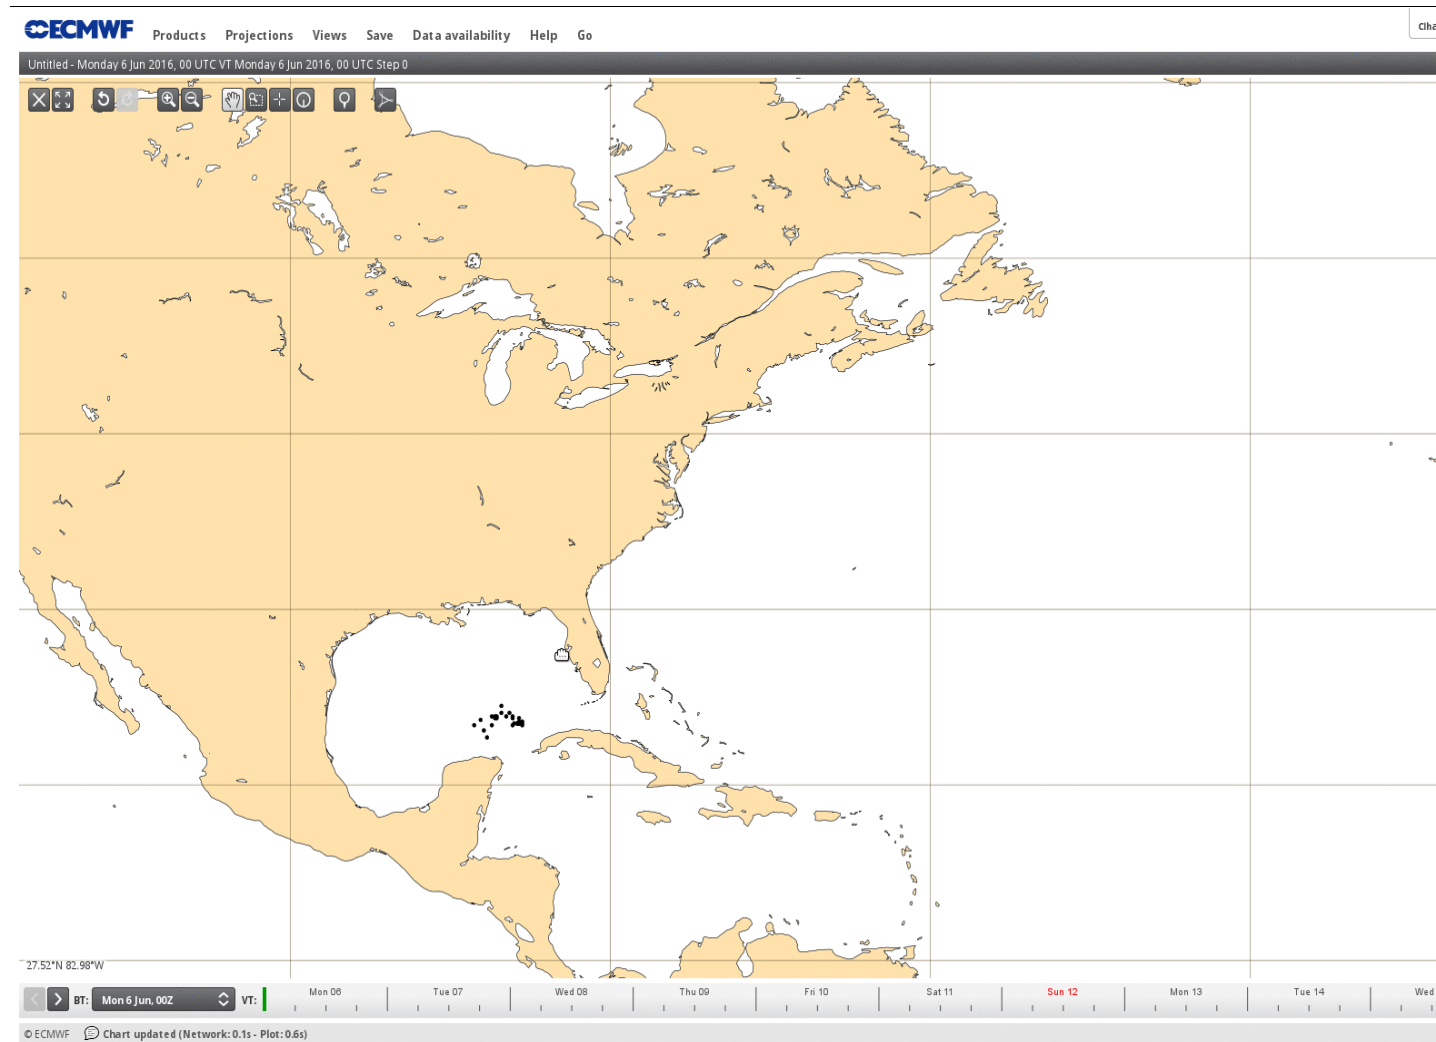 ECMWF Products Projections Views Save Data availability Help Go
Untitled - Monday 6 Jun 2016, 00 UTC VT Monday 6 Jun 2016, 00 UTC Step 0
27.52°N 82.98°W
BT: Mon 6 Jun, 00Z VT: Mon 06 Tue 07 Wed 08 Thu 09 Fri 10 Sat 11 Sun 12 Mon 13 Tue 14 Wed
© ECMWF Chart updated (Network: 0.1s - Plot: 0.6s)